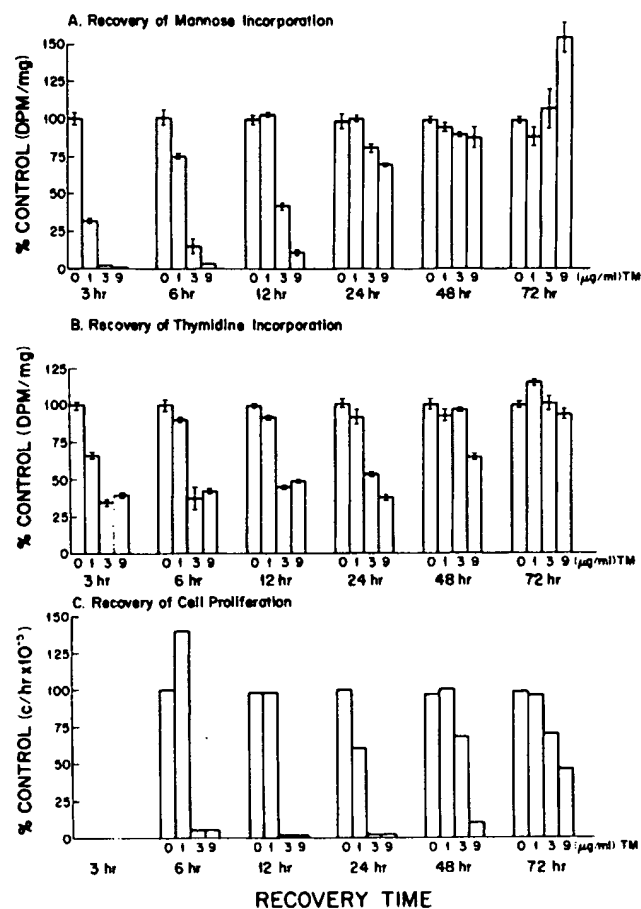 A. Recovery of Mannose Incorporation
% CONTROL (DPM/mg)
150
125
100
75
50
25
0
0 1 3 9 0 1 3 9 0 1 3 9 0 1 3 9 0 1 3 9 0 1 3 9 (μg/ml) TM
3 hr 6 hr 12 hr 24 hr 48 hr 72 hr
B. Recovery of Thymidine Incorporation
% CONTROL (DPM/mg)
125
100
75
50
25
0
0 1 3 9 0 1 3 9 0 1 3 9 0 1 3 9 0 1 3 9 0 1 3 9 (μg/ml) TM
3 hr 6 hr 12 hr 24 hr 48 hr 72 hr
C. Recovery of Cell Proliferation
% CONTROL (c/hr x 10⁻³)
150
125
100
75
50
25
0
0 1 3 9 0 1 3 9 0 1 3 9 0 1 3 9 0 1 3 9 (μg/ml) TM
3 hr 6 hr 12 hr 24 hr 48 hr 72 hr
RECOVERY TIME